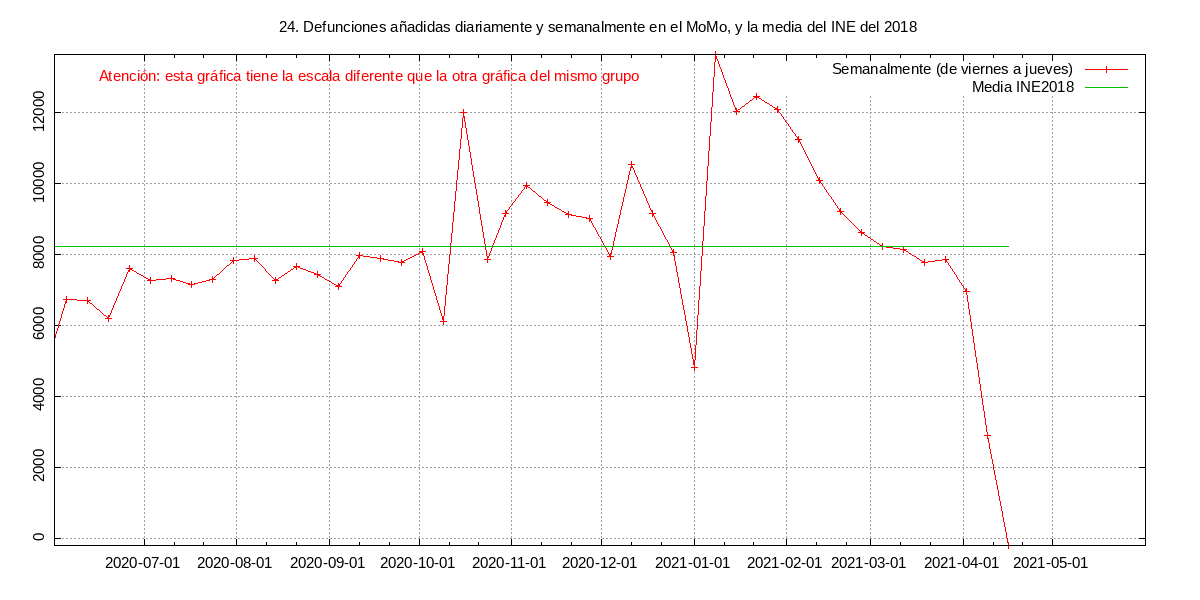 24. Defunciones añadidas diariamente y semanalmente en el MoMo, y la media del INE del 2018
Atención: esta gráfica tiene la escala diferente que la otra gráfica del mismo grupo
Semanalmente (de viernes a jueves)
Media INE2018
12000
10000
8000
6000
4000
2000
0
2020-07-01 2020-08-01 2020-09-01 2020-10-01 2020-11-01 2020-12-01 2021-01-01 2021-02-01 2021-03-01 2021-04-01 2021-05-01